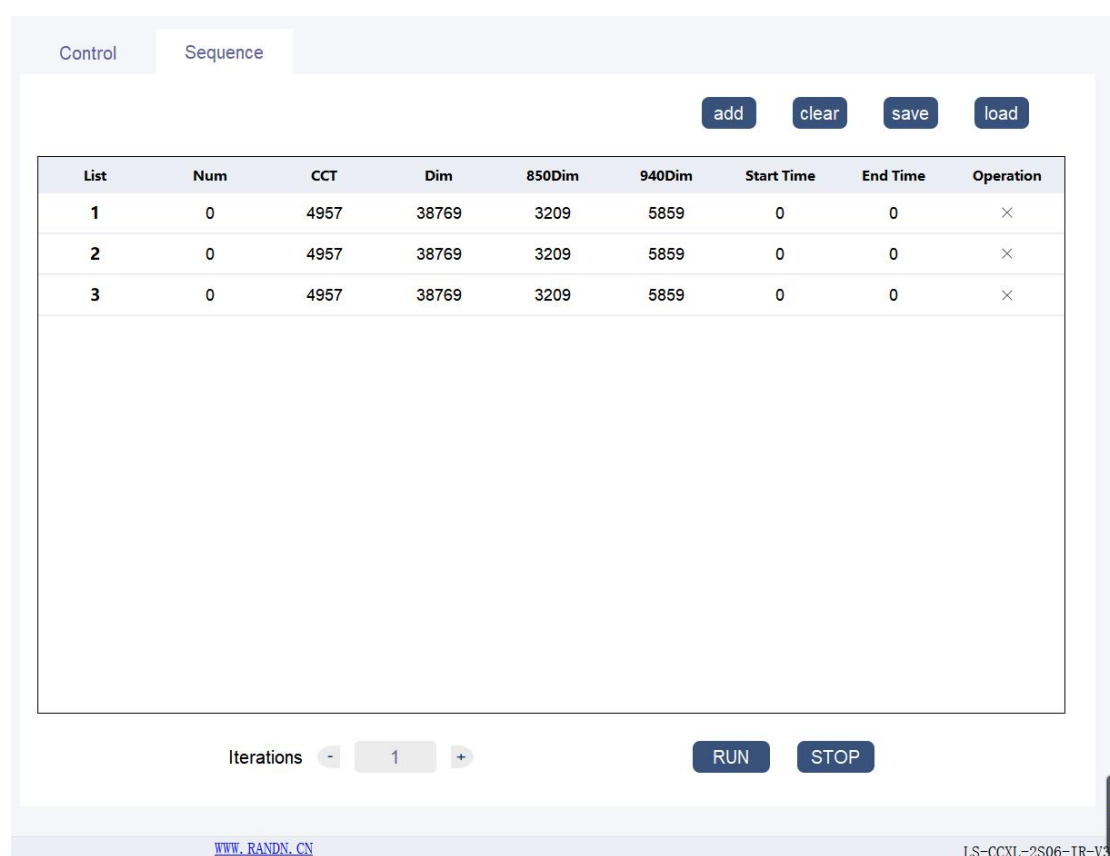 Control Sequence
add clear save load
List Num CCT Dim 850Dim 940Dim Start Time End Time Operation
1 0 4957 38769 3209 5859 0 0 ×
2 0 4957 38769 3209 5859 0 0 ×
3 0 4957 38769 3209 5859 0 0 ×
Iterations - 1 + RUN STOP
WWW.RANDN.CN LS-CCXL-2S06-IR-V3